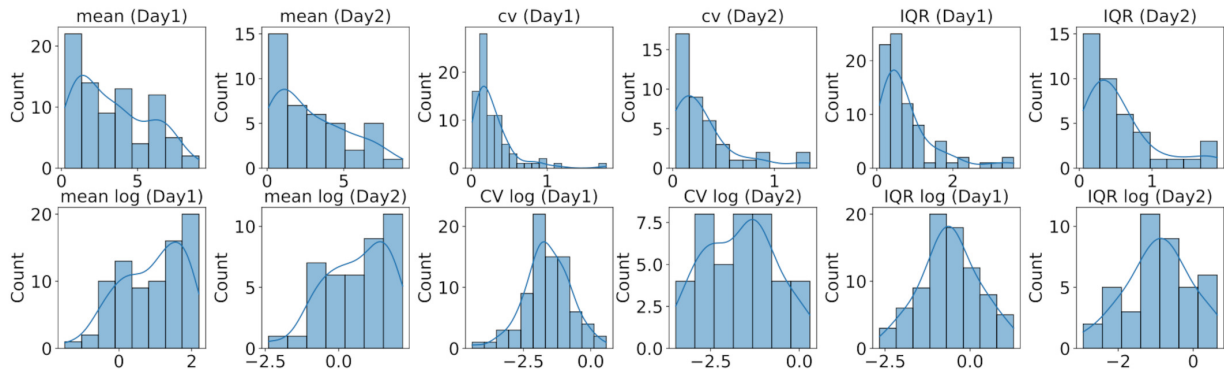 mean (Day1)
mean (Day2)
cv (Day1)
cv (Day2)
IQR (Day1)
IQR (Day2)
Count
20
10
0
0
5
Count
15
10
5
0
0
5
Count
20
10
0
0
1
Count
15
10
5
0
0
1
Count
20
10
0
0
2
Count
15
10
5
0
0
1
mean log (Day1)
mean log (Day2)
CV log (Day1)
CV log (Day2)
IQR log (Day1)
IQR log (Day2)
Count
20
10
0
0
2
Count
10
5
0
−2.5
0.0
Count
20
10
0
−2.5
0.0
Count
7.5
5.0
2.5
0.0
−2.5
0.0
Count
20
10
0
−2.5
0.0
Count
10
5
0
−2
0